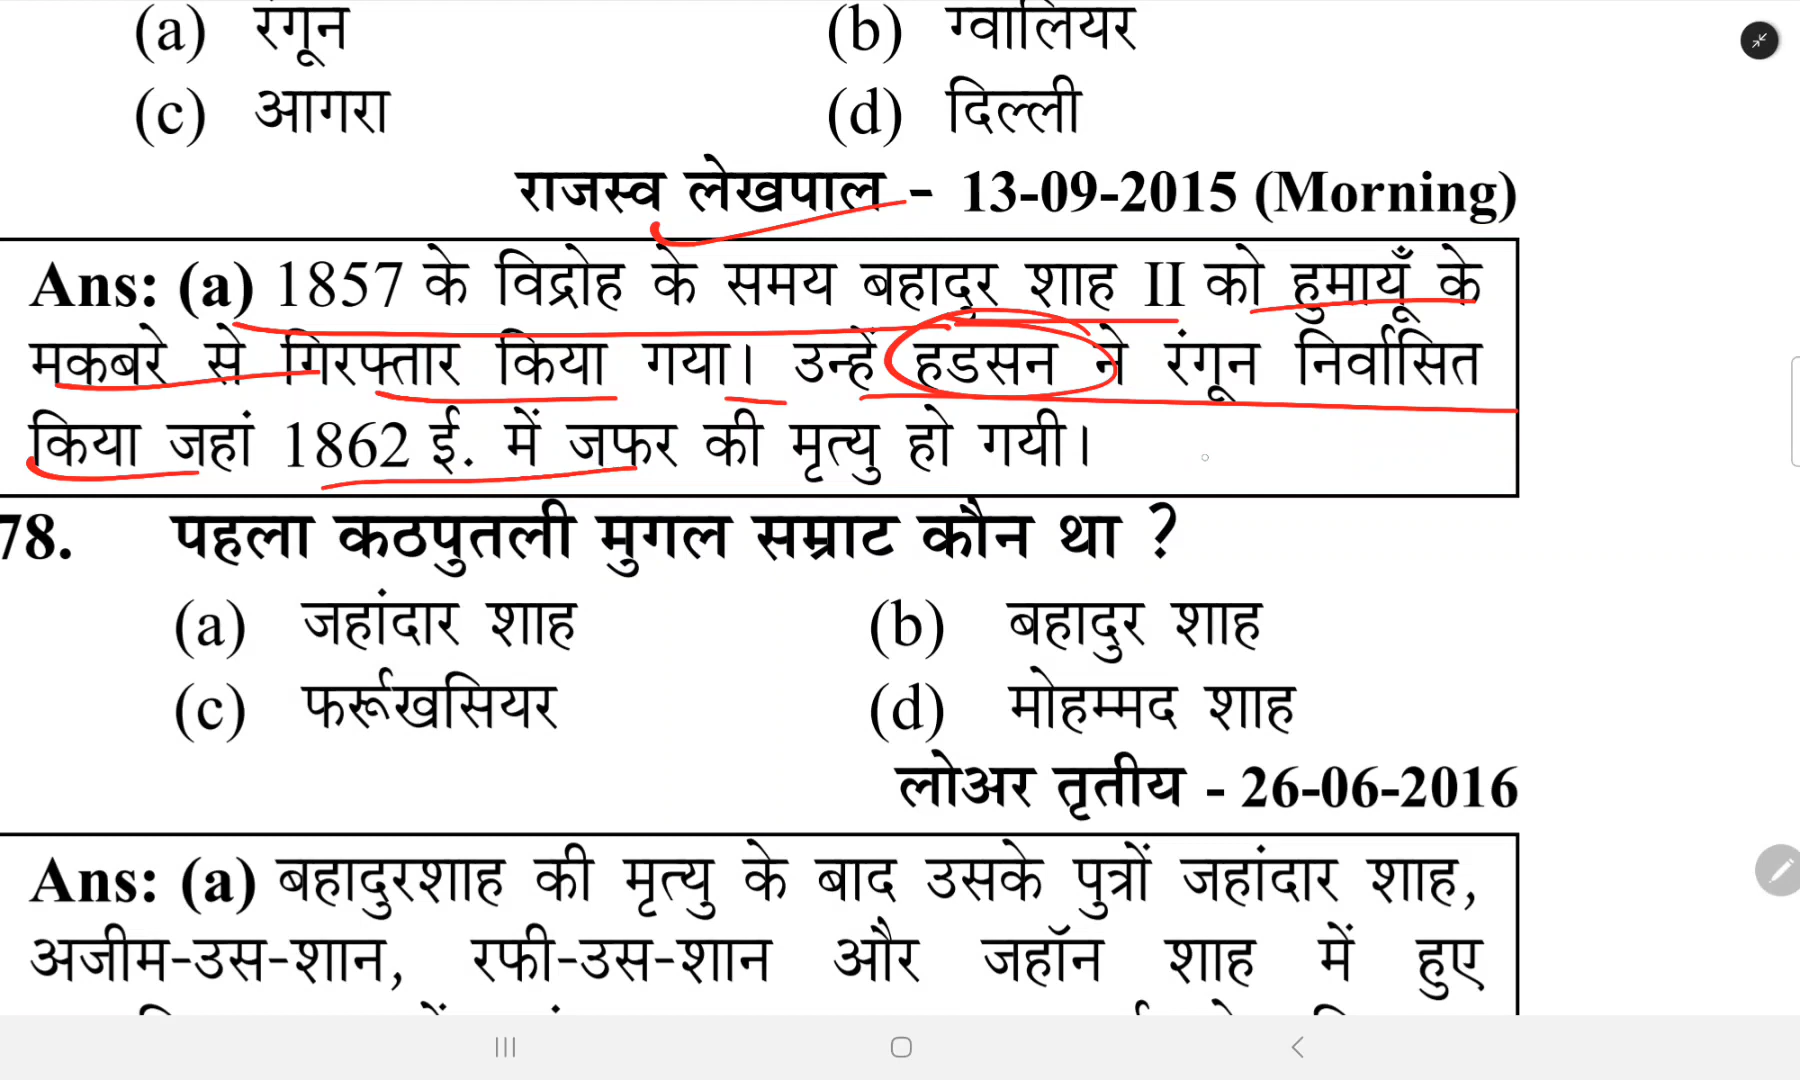 (a) रंगून (b) ग्वालियर
(c) आगरा (d) दिल्ली
राजस्व लेखपाल - 13-09-2015 (Morning)
Ans: (a) 1857 के विद्रोह के समय बहादुर शाह II को हुमायूँ के
मकबरे से गिरफ्तार किया गया। उन्हें हडसन ने रंगून निर्वासित
किया जहां 1862 ई. में जफर की मृत्यु हो गयी।
78. पहला कठपुतली मुगल सम्राट कौन था ?
(a) जहांदार शाह (b) बहादुर शाह
(c) फर्रूखसियर (d) मोहम्मद शाह
लोअर तृतीय - 26-06-2016
Ans: (a) बहादुरशाह की मृत्यु के बाद उसके पुत्रों जहांदार शाह,
अजीम-उस-शान, रफी-उस-शान और जहॉन शाह में हुए